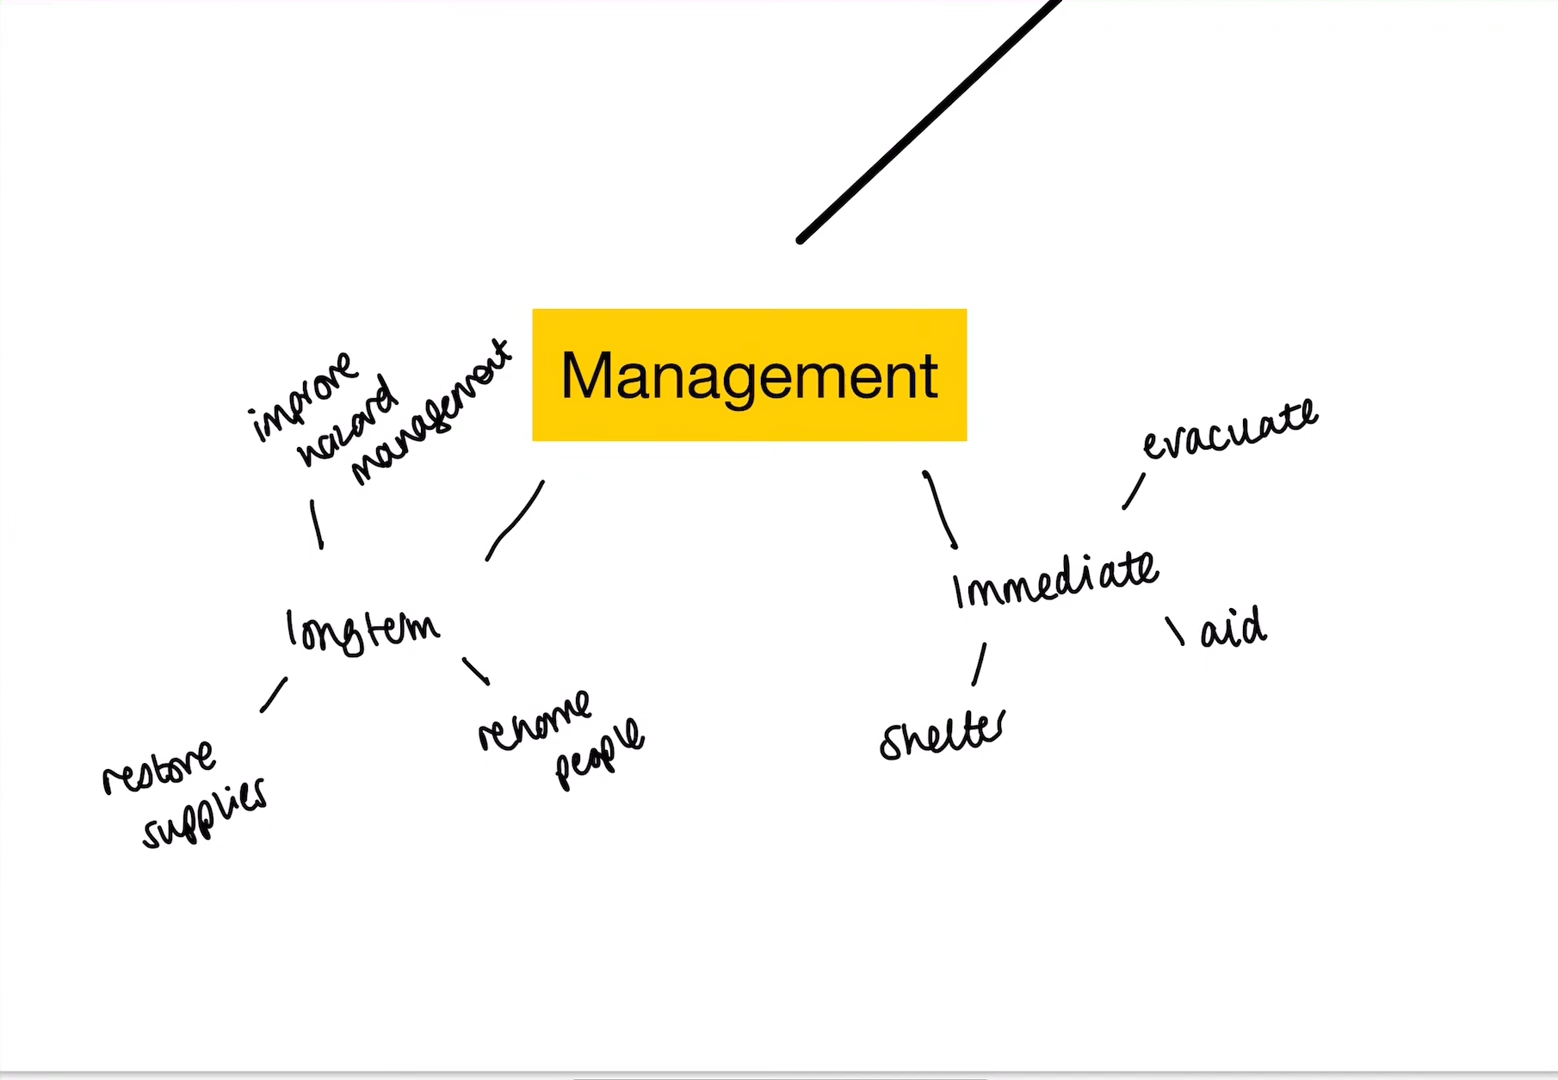 Management
improve
hazard
management
longterm
restore
supplies
rehome
people
Immediate
evacuate
aid
shelter